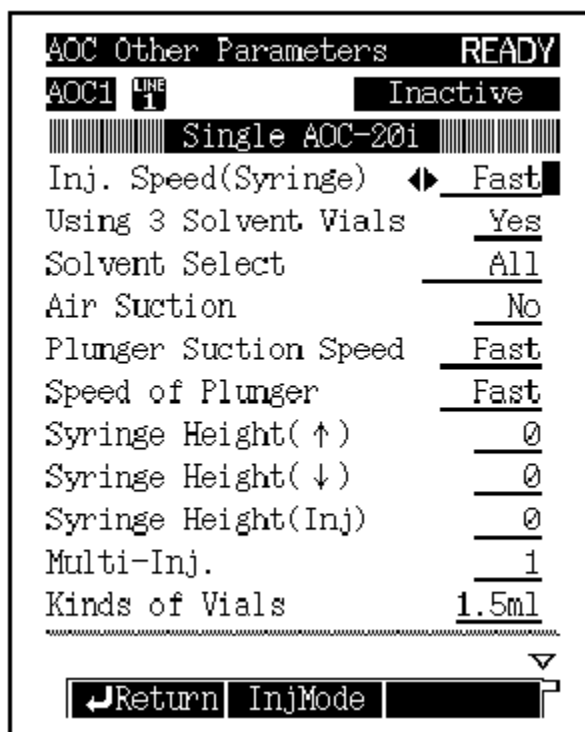 AOC Other Parameters READY
AOC1 LINE 1 Inactive
Single AOC-20i
Inj. Speed(Syringe) Fast
Using 3 Solvent Vials Yes
Solvent Select All
Air Suction No
Plunger Suction Speed Fast
Speed of Plunger Fast
Syringe Height(↑) 0
Syringe Height(↓) 0
Syringe Height(Inj) 0
Multi-Inj. 1
Kinds of Vials 1.5ml
Return InjMode